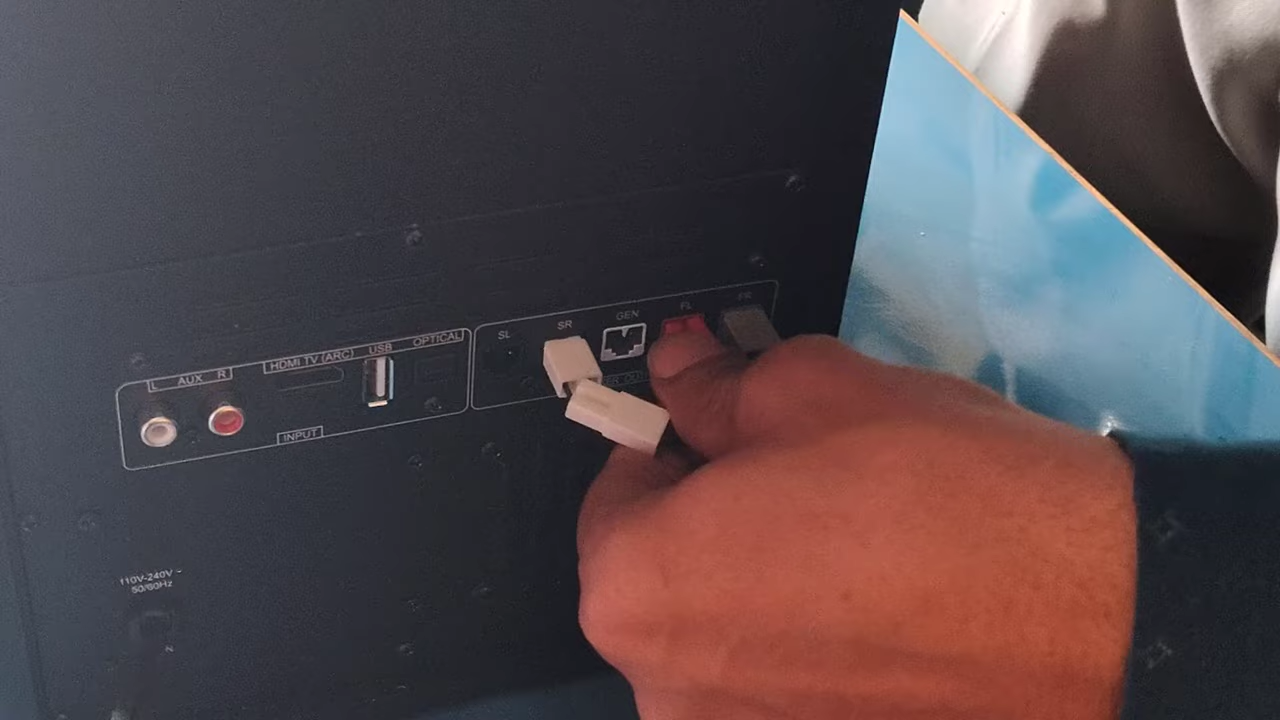 L AUX R
HDMI TV (ARC)
USB
OPTICAL
INPUT
SL
SR
GEN
FL
FR
110V-240V ~
50/60Hz
N